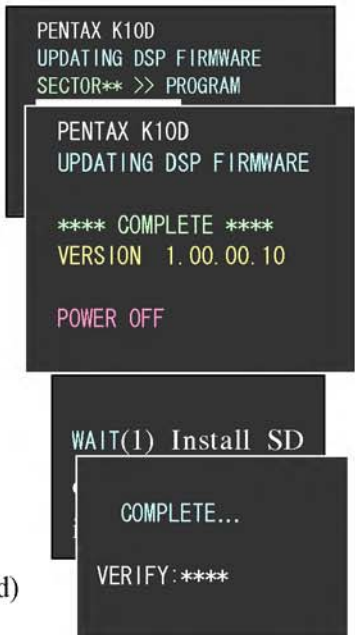 PENTAX K10D
UPDATING DSP FIRMWARE
SECTOR** >> PROGRAM
PENTAX K10D
UPDATING DSP FIRMWARE
**** COMPLETE ****
VERSION 1.00.00.10
POWER OFF
WAIT(1) Install SD
COMPLETE...
VERIFY:****
d)